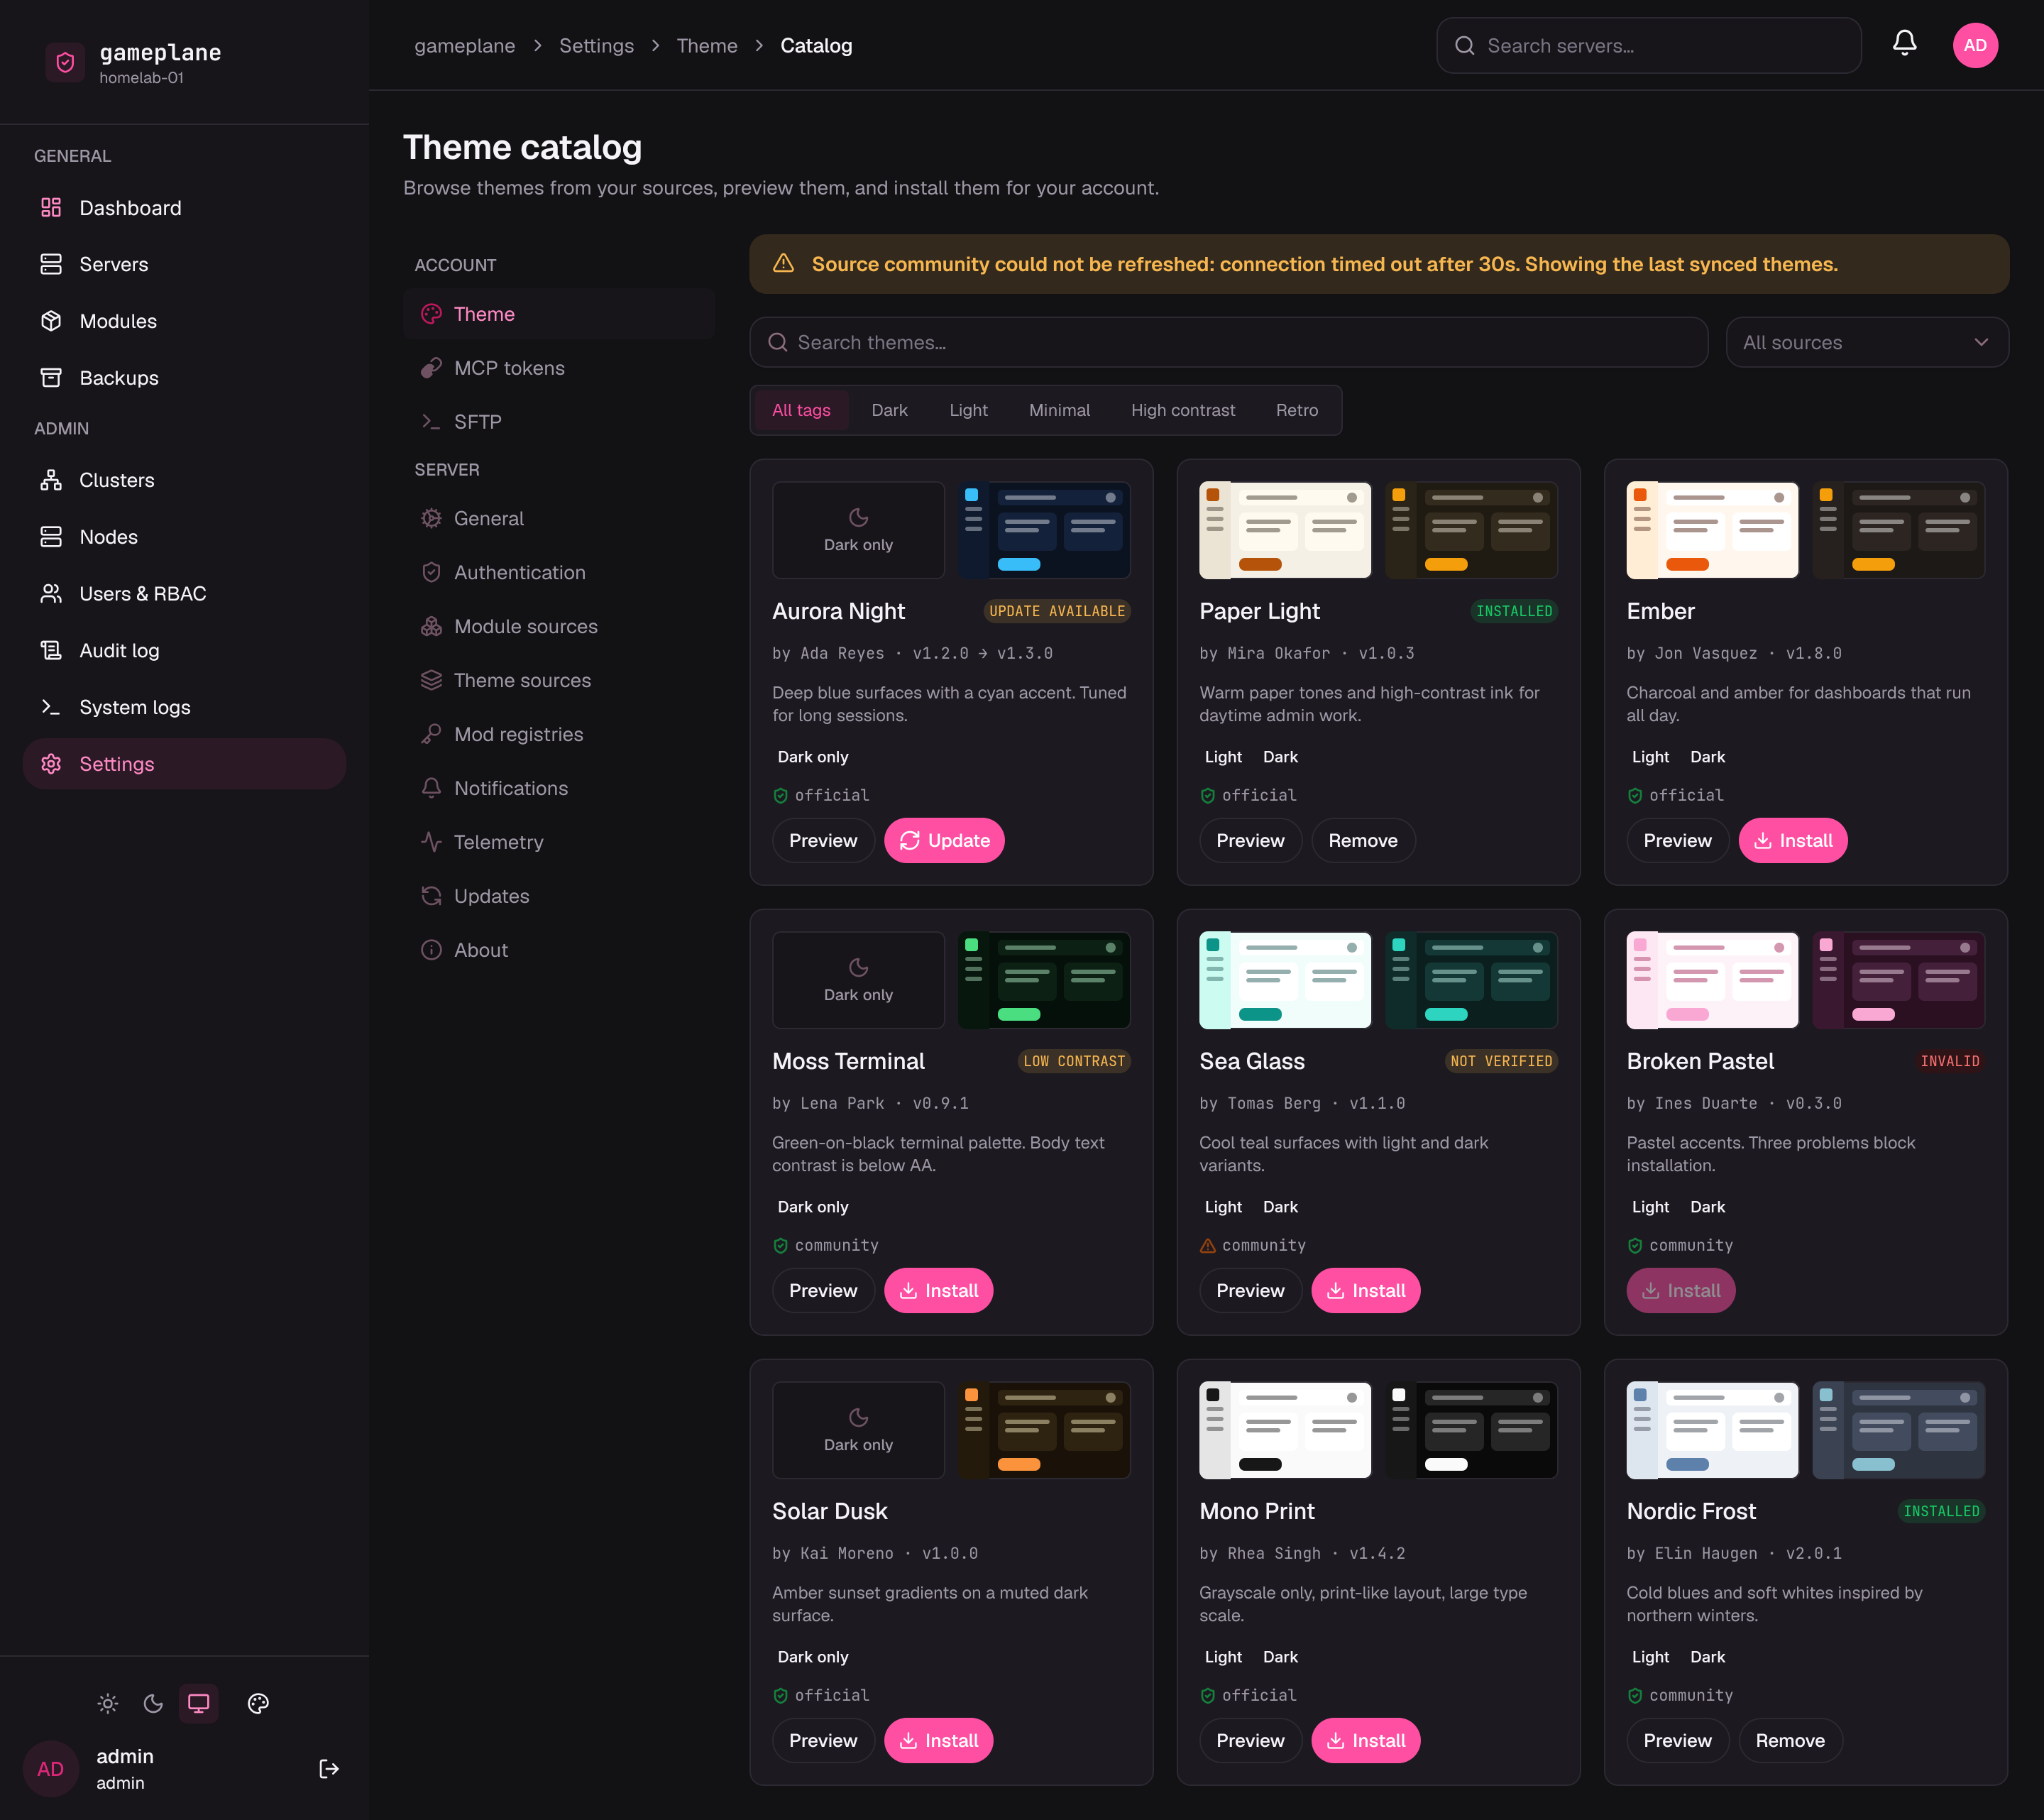 gameplane
homelab-01
GENERAL
Dashboard
Servers
Modules
Backups
ADMIN
Clusters
Nodes
Users & RBAC
Audit log
System logs
Settings
AD
admin
admin
gameplane > Settings > Theme > Catalog
Search servers...
AD
Theme catalog
Browse themes from your sources, preview them, and install them for your account.
ACCOUNT
Theme
MCP tokens
SFTP
SERVER
General
Authentication
Module sources
Theme sources
Mod registries
Notifications
Telemetry
Updates
About
Source community could not be refreshed: connection timed out after 30s. Showing the last synced themes.
Search themes...
All sources
All tags
Dark
Light
Minimal
High contrast
Retro
Dark only
Aurora Night
UPDATE AVAILABLE
by Ada Reyes · v1.2.0 → v1.3.0
Deep blue surfaces with a cyan accent. Tuned
for long sessions.
Dark only
official
Preview
Update
Paper Light
INSTALLED
by Mira Okafor · v1.0.3
Warm paper tones and high-contrast ink for
daytime admin work.
Light Dark
official
Preview
Remove
Ember
by Jon Vasquez · v1.8.0
Charcoal and amber for dashboards that run
all day.
Light Dark
official
Preview
Install
Dark only
Moss Terminal
LOW CONTRAST
by Lena Park · v0.9.1
Green-on-black terminal palette. Body text
contrast is below AA.
Dark only
community
Preview
Install
Sea Glass
NOT VERIFIED
by Tomas Berg · v1.1.0
Cool teal surfaces with light and dark
variants.
Light Dark
community
Preview
Install
Broken Pastel
INVALID
by Ines Duarte · v0.3.0
Pastel accents. Three problems block
installation.
Light Dark
community
Install
Dark only
Solar Dusk
by Kai Moreno · v1.0.0
Amber sunset gradients on a muted dark
surface.
Dark only
official
Preview
Install
Mono Print
by Rhea Singh · v1.4.2
Grayscale only, print-like layout, large type
scale.
Light Dark
official
Preview
Install
Nordic Frost
INSTALLED
by Elin Haugen · v2.0.1
Cold blues and soft whites inspired by
northern winters.
Light Dark
community
Preview
Remove